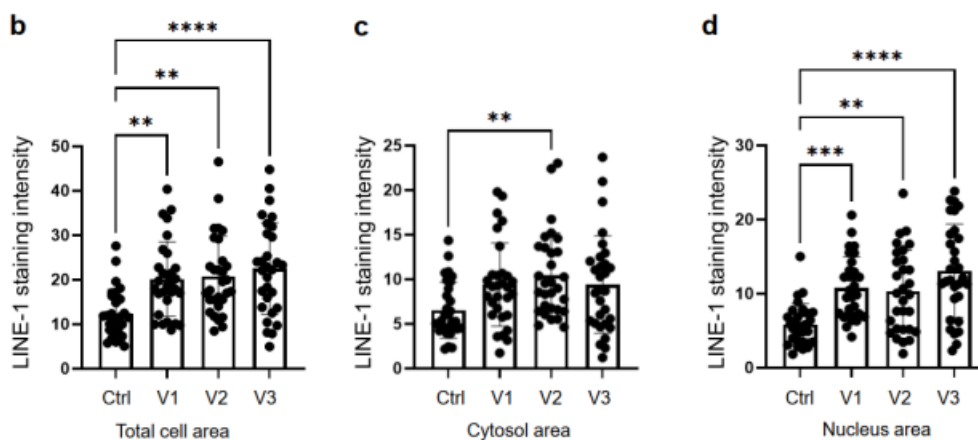 b
****
**
**
LINE-1 staining intensity
50
40
30
20
10
0
Ctrl V1 V2 V3
Total cell area
c
**
LINE-1 staining intensity
25
20
15
10
5
0
Ctrl V1 V2 V3
Cytosol area
d
****
**
***
LINE-1 staining intensity
30
20
10
0
Ctrl V1 V2 V3
Nucleus area